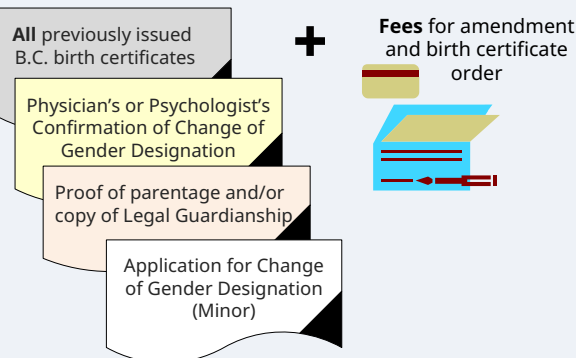 All previously issued
B.C. birth certificates
Physician’s or Psychologist’s
Confirmation of Change of
Gender Designation
Proof of parentage and/or
copy of Legal Guardianship
Application for Change
of Gender Designation
(Minor)
+
Fees for amendment
and birth certificate
order